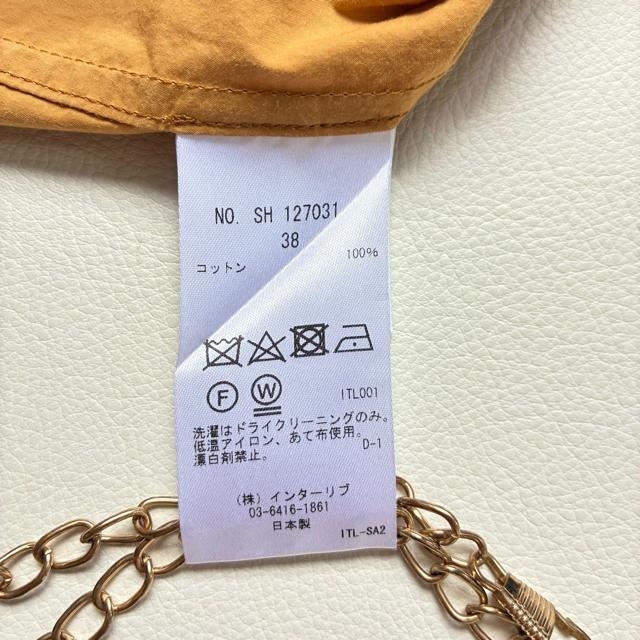 NO. SH 127031
38
コットン 100%
F W ITL001
洗濯はドライクリーニングのみ。
低温アイロン、あて布使用。
漂白剤禁止。 D-1
(株) インターリブ
03-6416-1861
日本製
ITL-SA2